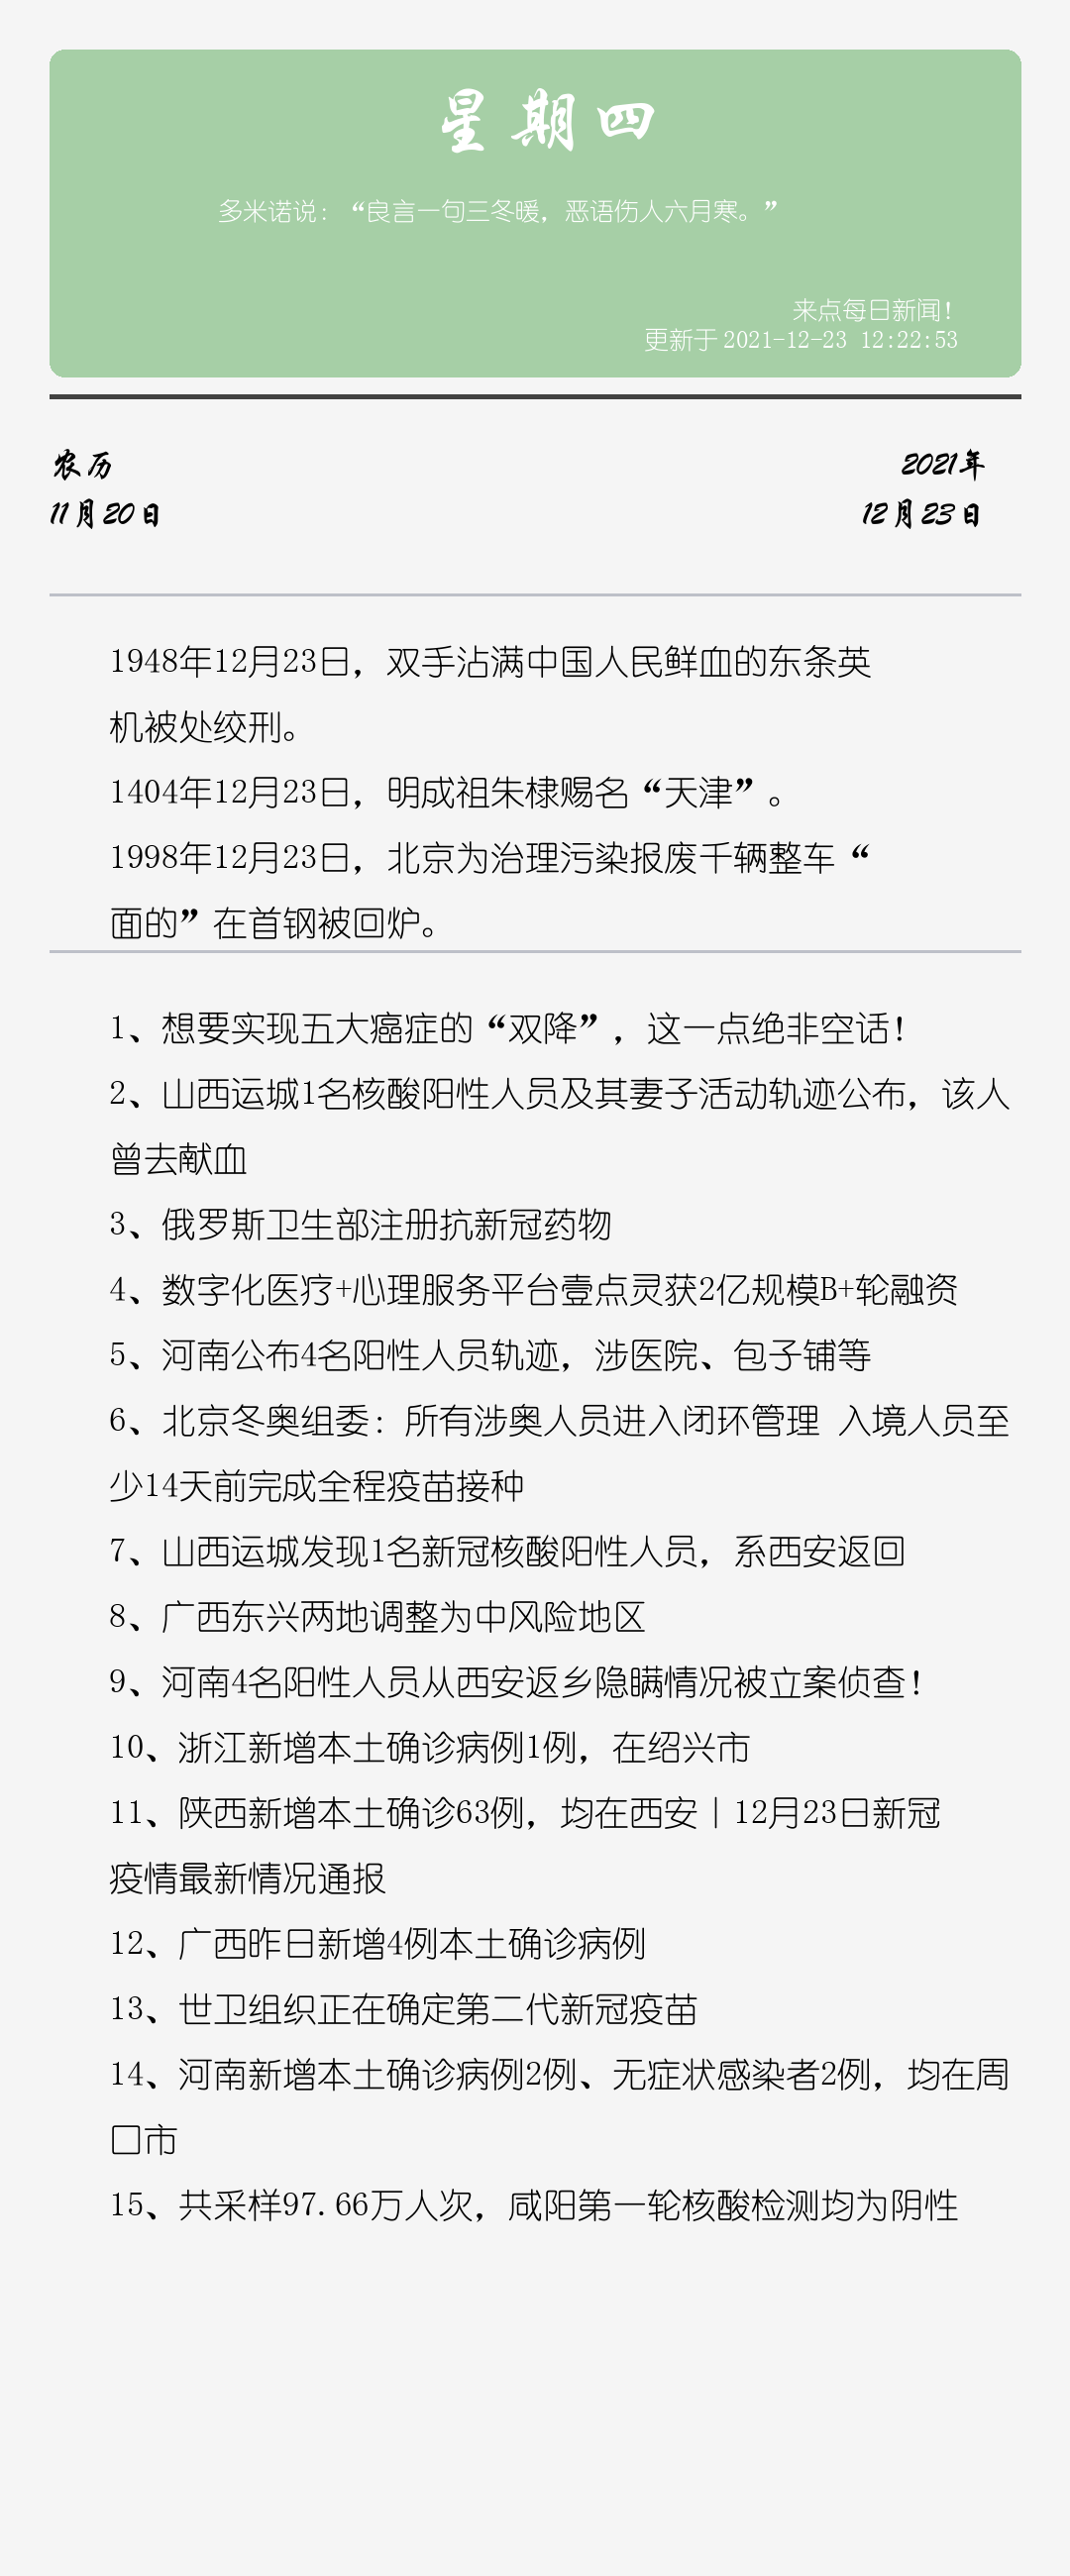 星期四
多米诺说：“良言一句三冬暖，恶语伤人六月寒。”
来点每日新闻！
更新于 2021-12-23 12:22:53
农历
2021年
11月20日
12月23日
1948年12月23日，双手沾满中国人民鲜血的东条英
机被处绞刑。
1404年12月23日，明成祖朱棣赐名“天津”。
1998年12月23日，北京为治理污染报废千辆整车“
面的”在首钢被回炉。
1、想要实现五大癌症的“双降”，这一点绝非空话！
2、山西运城1名核酸阳性人员及其妻子活动轨迹公布，该人
曾去献血
3、俄罗斯卫生部注册抗新冠药物
4、数字化医疗+心理服务平台壹点灵获2亿规模B+轮融资
5、河南公布4名阳性人员轨迹，涉医院、包子铺等
6、北京冬奥组委：所有涉奥人员进入闭环管理 入境人员至
少14天前完成全程疫苗接种
7、山西运城发现1名新冠核酸阳性人员，系西安返回
8、广西东兴两地调整为中风险地区
9、河南4名阳性人员从西安返乡隐瞒情况被立案侦查！
10、浙江新增本土确诊病例1例，在绍兴市
11、陕西新增本土确诊63例，均在西安｜12月23日新冠
疫情最新情况通报
12、广西昨日新增4例本土确诊病例
13、世卫组织正在确定第二代新冠疫苗
14、河南新增本土确诊病例2例、无症状感染者2例，均在周
口市
15、共采样97.66万人次，咸阳第一轮核酸检测均为阴性